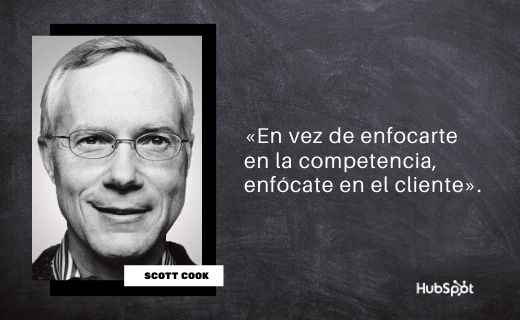 «En vez de enfocarte
en la competencia,
enfócate en el cliente».
SCOTT COOK
HubSpot